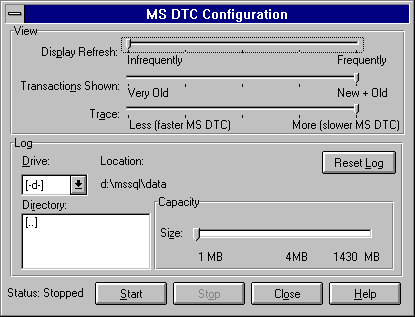 MS DTC Configuration
View
Display Refresh:
Infrequently Frequently
Transactions Shown:
Very Old New + Old
Trace:
Less (faster MS DTC) More (slower MS DTC)
Log
Drive: Location: Reset Log
[-d-] d:\mssql\data
Directory: Capacity
[..]
Size:
1 MB 4MB 1430 MB
Status: Stopped Start Stop Close Help